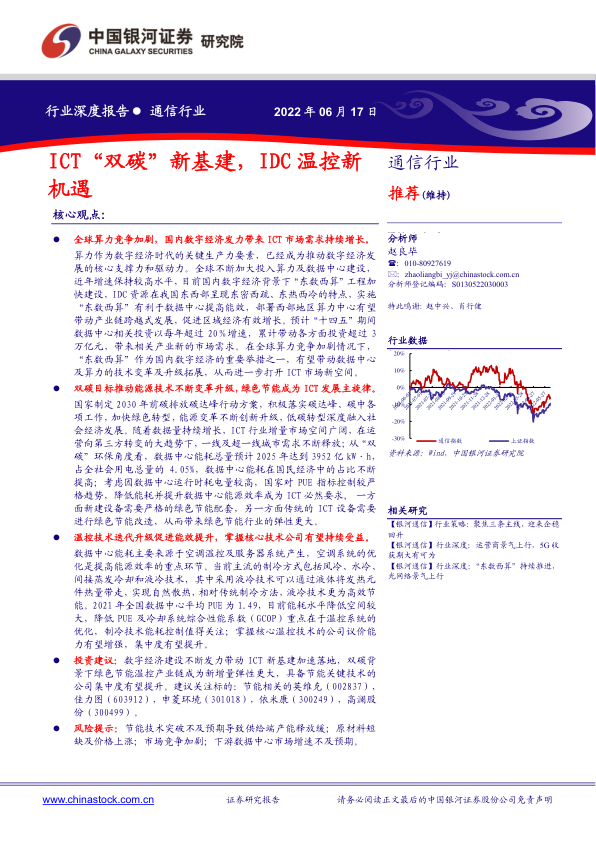 中国银河证券 研究院
CHINA GALAXY SECURITIES
行业深度报告●通信行业
2022 年 06 月 17 日
ICT“双碳”新基建，IDC 温控新
机遇
核心观点：
● 全球算力竞争加剧，国内数字经济发力带来 ICT 市场需求持续增长。
算力作为数字经济时代的关键生产力要素，已经成为推动数字经济发
展的核心支撑力和驱动力。全球不断加大投入算力及数据中心建设，
近年增速保持较高水平，目前国内数字经济背景下“东数西算”工程加
快建设，IDC 资源在我国东西部呈现东密西疏、东热西冷的特点，实施
“东数西算”有利于数据中心提高能效，部署西部地区算力中心有望
带动产业链跨越式发展，促进区域经济有效增长。预计“十四五”期间
数据中心相关投资以每年超过 20%增速，累计带动各方面投资超过 3
万亿元，带来相关产业新的市场需求。在全球算力竞争加剧情况下，
“东数西算”作为国内数字经济的重要举措之一，有望带动数据中心
及算力的技术变革及升级拓展，从而进一步打开 ICT 市场新空间。
● 双碳目标推动能源技术不断变革升级，绿色节能成为 ICT 发展主旋律。
国家制定 2030 年前碳排放碳达峰行动方案，积极落实碳达峰、碳中各
项工作，加快绿色转型，能源变革不断创新升级，低碳转型深度融入社
会经济发展。随着数据量持续增长，ICT 行业增量市场空间广阔，在运
营向第三方转变的大趋势下，一线及超一线城市需求不断释放；从“双
碳”环保角度看，数据中心能耗总量预计 2025 年达到 3952 亿 kW·h，
占全社会用电总量的 4.05%，数据中心能耗在国民经济中的占比不断
提高；考虑因数据中心运行时耗电量较高，国家对 PUE 指标控制较严
格趋势，降低能耗并提升数据中心能源效率成为 ICT 必然要求。一方
面新建设备需要严格的绿色节能配套，另一方面传统的 ICT 设备需要
进行绿色节能改造，从而带来绿色节能行业的弹性更大。
● 温控技术迭代升级促进能效提升，掌握核心技术公司有望持续受益。
数据中心能耗主要来源于空调温控及服务器系统产生，空调系统的优
化是提高能源效率的重点环节。当前主流的制冷方式包括风冷、水冷、
间接蒸发冷却和液冷技术，其中采用液冷技术可以通过液体将发热元
件热量带走，实现自然散热，相对传统制冷方法，液冷技术更为高效节
能。2021 年全国数据中心平均 PUE 为 1.49，目前能耗水平降低空间较
大，降低 PUE 及冷却系统综合性能系数（GCOP）重点在于温控系统的
优化，制冷技术能耗控制值得关注；掌握核心温控技术的公司议价能
力有望增强，集中度有望提升。
● 投资建议：数字经济建设不断发力带动 ICT 新基建加速落地，双碳背
景下绿色节能温控产业链成为新增量弹性更大，具备节能关键技术的
公司集中度有望提升。建议关注标的：节能相关的英维克（002837），
佳力图（603912），申菱环境（301018），依米康（300249），高澜股
份（300499）。
● 风险提示：节能技术突破不及预期导致供给端产能释放缓；原材料短
缺及价格上涨；市场竞争加剧；下游数据中心市场增速不及预期。
通信行业
推荐(维持)
分析师
赵良毕
☎：010-80927619
✉：zhaoliangbi_yj@chinastock.com.cn
分析师登记编码：S0130522030003
特此鸣谢：赵中兴、肖行健
行业数据
20%
10%
0%
-10%
-20%
-30%
通信指数
上证指数
资料来源：Wind，中国银河证券研究院
相关研究
【银河通信】行业策略：聚焦三条主线，迎来企稳
回升
【银河通信】行业深度：运营商景气上行，5G 收
获期大有可为
【银河通信】行业深度：“东数西算”持续推进，
光网络景气上行
www.chinastock.com.cn
证券研究报告
请务必阅读正文最后的中国银河证券股份公司免责声明